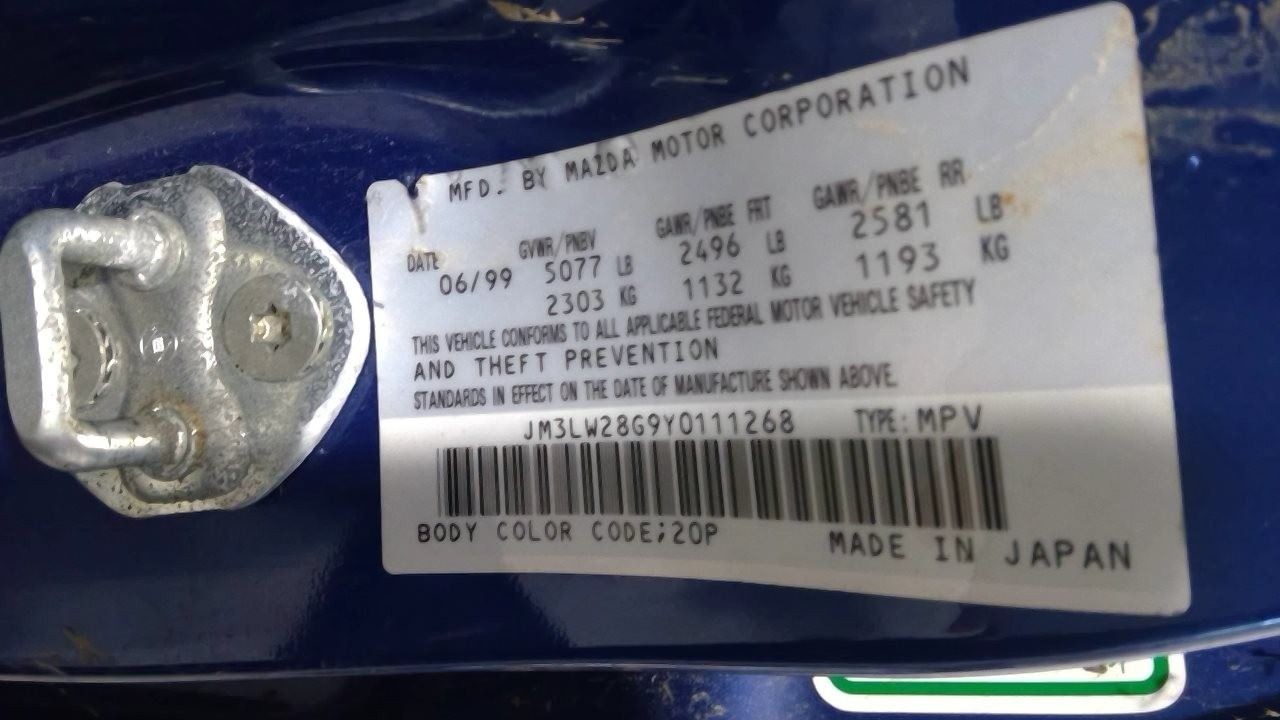 MFD. BY MAZDA MOTOR CORPORATION
DATE GVWR/PNBV GAWR/PNBE FRT GAWR/PNBE RR
06/99 5077 LB 2496 LB 2581 LB
2303 KG 1132 KG 1193 KG
THIS VEHICLE CONFORMS TO ALL APPLICABLE FEDERAL MOTOR VEHICLE SAFETY
AND THEFT PREVENTION
STANDARDS IN EFFECT ON THE DATE OF MANUFACTURE SHOWN ABOVE.
JM3LW28G9Y0111268 TYPE: MPV
BODY COLOR CODE;20P MADE IN JAPAN